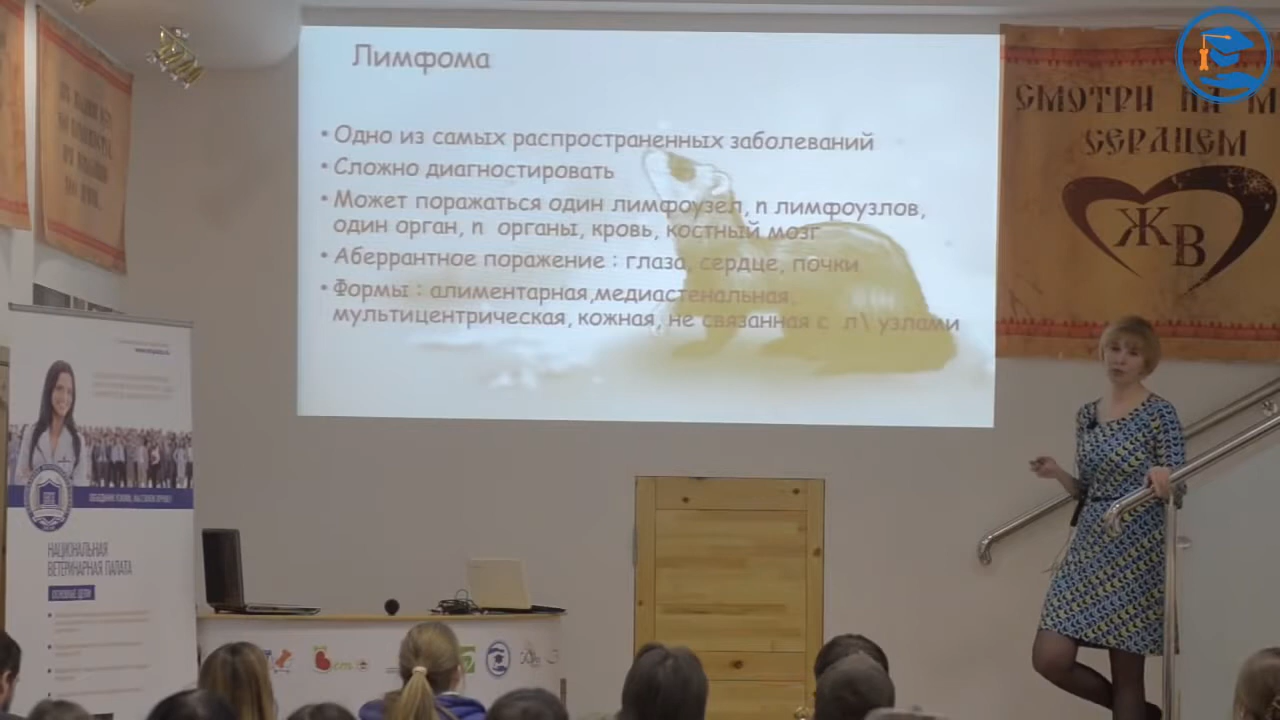 Лимфома
• Одно из самых распространенных заболеваний
• Сложно диагностировать
• Может поражаться один лимфоузел, n лимфоузлов,
один орган, n органы, кровь, костный мозг
• Аберрантное поражение : глаза, сердце, почки
• Формы : алиментарная,медиастенальная,
мультицентрическая, кожная, не связанная с л\ узлами
СМОТРИ НА М
СЕРДЦЕМ
ЖВ
НАЦИОНАЛЬНАЯ
ВЕТЕРИНАРНАЯ ПАЛАТА
ОСНОВНЫЕ ЦЕЛИ